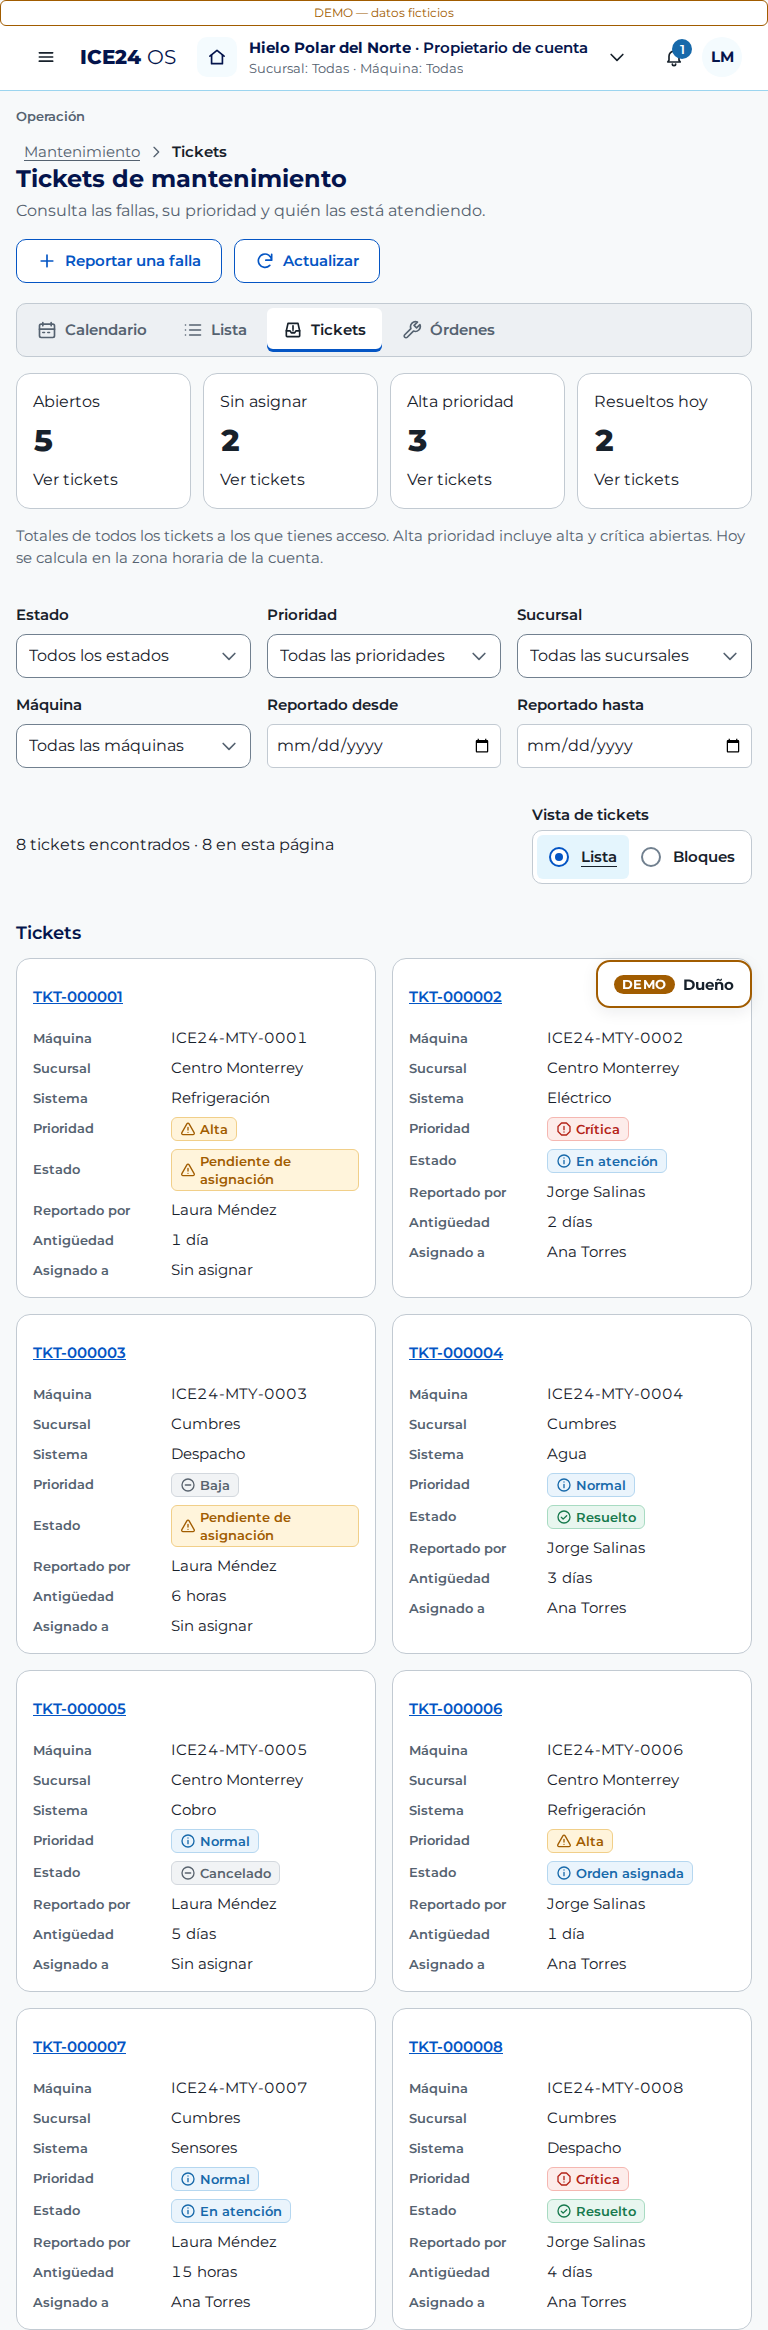 DEMO — datos ficticios
ICE24 OS
Hielo Polar del Norte · Propietario de cuenta
Sucursal: Todas · Máquina: Todas
1
LM
Operación
Mantenimiento > Tickets
Tickets de mantenimiento
Consulta las fallas, su prioridad y quién las está atendiendo.
Reportar una falla
Actualizar
Calendario
Lista
Tickets
Órdenes
Abiertos
5
Ver tickets
Sin asignar
2
Ver tickets
Alta prioridad
3
Ver tickets
Resueltos hoy
2
Ver tickets
Totales de todos los tickets a los que tienes acceso. Alta prioridad incluye alta y crítica abiertas. Hoy
se calcula en la zona horaria de la cuenta.
Estado
Todos los estados
Prioridad
Todas las prioridades
Sucursal
Todas las sucursales
Máquina
Todas las máquinas
Reportado desde
mm/dd/yyyy
Reportado hasta
mm/dd/yyyy
8 tickets encontrados · 8 en esta página
Vista de tickets
Lista
Bloques
Tickets
DEMO Dueño
TKT-000001
Máquina ICE24-MTY-0001
Sucursal Centro Monterrey
Sistema Refrigeración
Prioridad Alta
Estado Pendiente de
asignación
Reportado por Laura Méndez
Antigüedad 1 día
Asignado a Sin asignar
TKT-000002
Máquina ICE24-MTY-0002
Sucursal Centro Monterrey
Sistema Eléctrico
Prioridad Crítica
Estado En atención
Reportado por Jorge Salinas
Antigüedad 2 días
Asignado a Ana Torres
TKT-000003
Máquina ICE24-MTY-0003
Sucursal Cumbres
Sistema Despacho
Prioridad Baja
Estado Pendiente de
asignación
Reportado por Laura Méndez
Antigüedad 6 horas
Asignado a Sin asignar
TKT-000004
Máquina ICE24-MTY-0004
Sucursal Cumbres
Sistema Agua
Prioridad Normal
Estado Resuelto
Reportado por Jorge Salinas
Antigüedad 3 días
Asignado a Ana Torres
TKT-000005
Máquina ICE24-MTY-0005
Sucursal Centro Monterrey
Sistema Cobro
Prioridad Normal
Estado Cancelado
Reportado por Laura Méndez
Antigüedad 5 días
Asignado a Sin asignar
TKT-000006
Máquina ICE24-MTY-0006
Sucursal Centro Monterrey
Sistema Refrigeración
Prioridad Alta
Estado Orden asignada
Reportado por Jorge Salinas
Antigüedad 1 día
Asignado a Ana Torres
TKT-000007
Máquina ICE24-MTY-0007
Sucursal Cumbres
Sistema Sensores
Prioridad Normal
Estado En atención
Reportado por Laura Méndez
Antigüedad 15 horas
Asignado a Ana Torres
TKT-000008
Máquina ICE24-MTY-0008
Sucursal Cumbres
Sistema Despacho
Prioridad Crítica
Estado Resuelto
Reportado por Jorge Salinas
Antigüedad 4 días
Asignado a Ana Torres